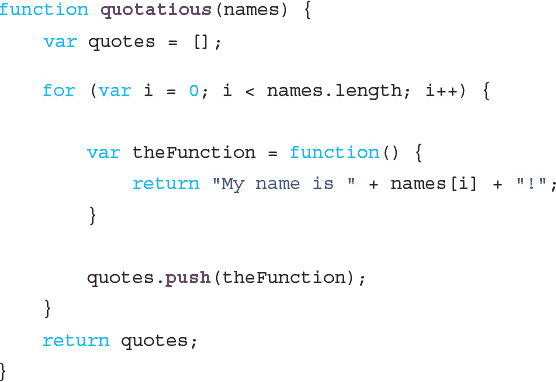 function quotatious(names) {
    var quotes = [];
    for (var i = 0; i < names.length; i++) {
        var theFunction = function() {
            return "My name is " + names[i] + "!";
        }
        quotes.push(theFunction);
    }
    return quotes;
}